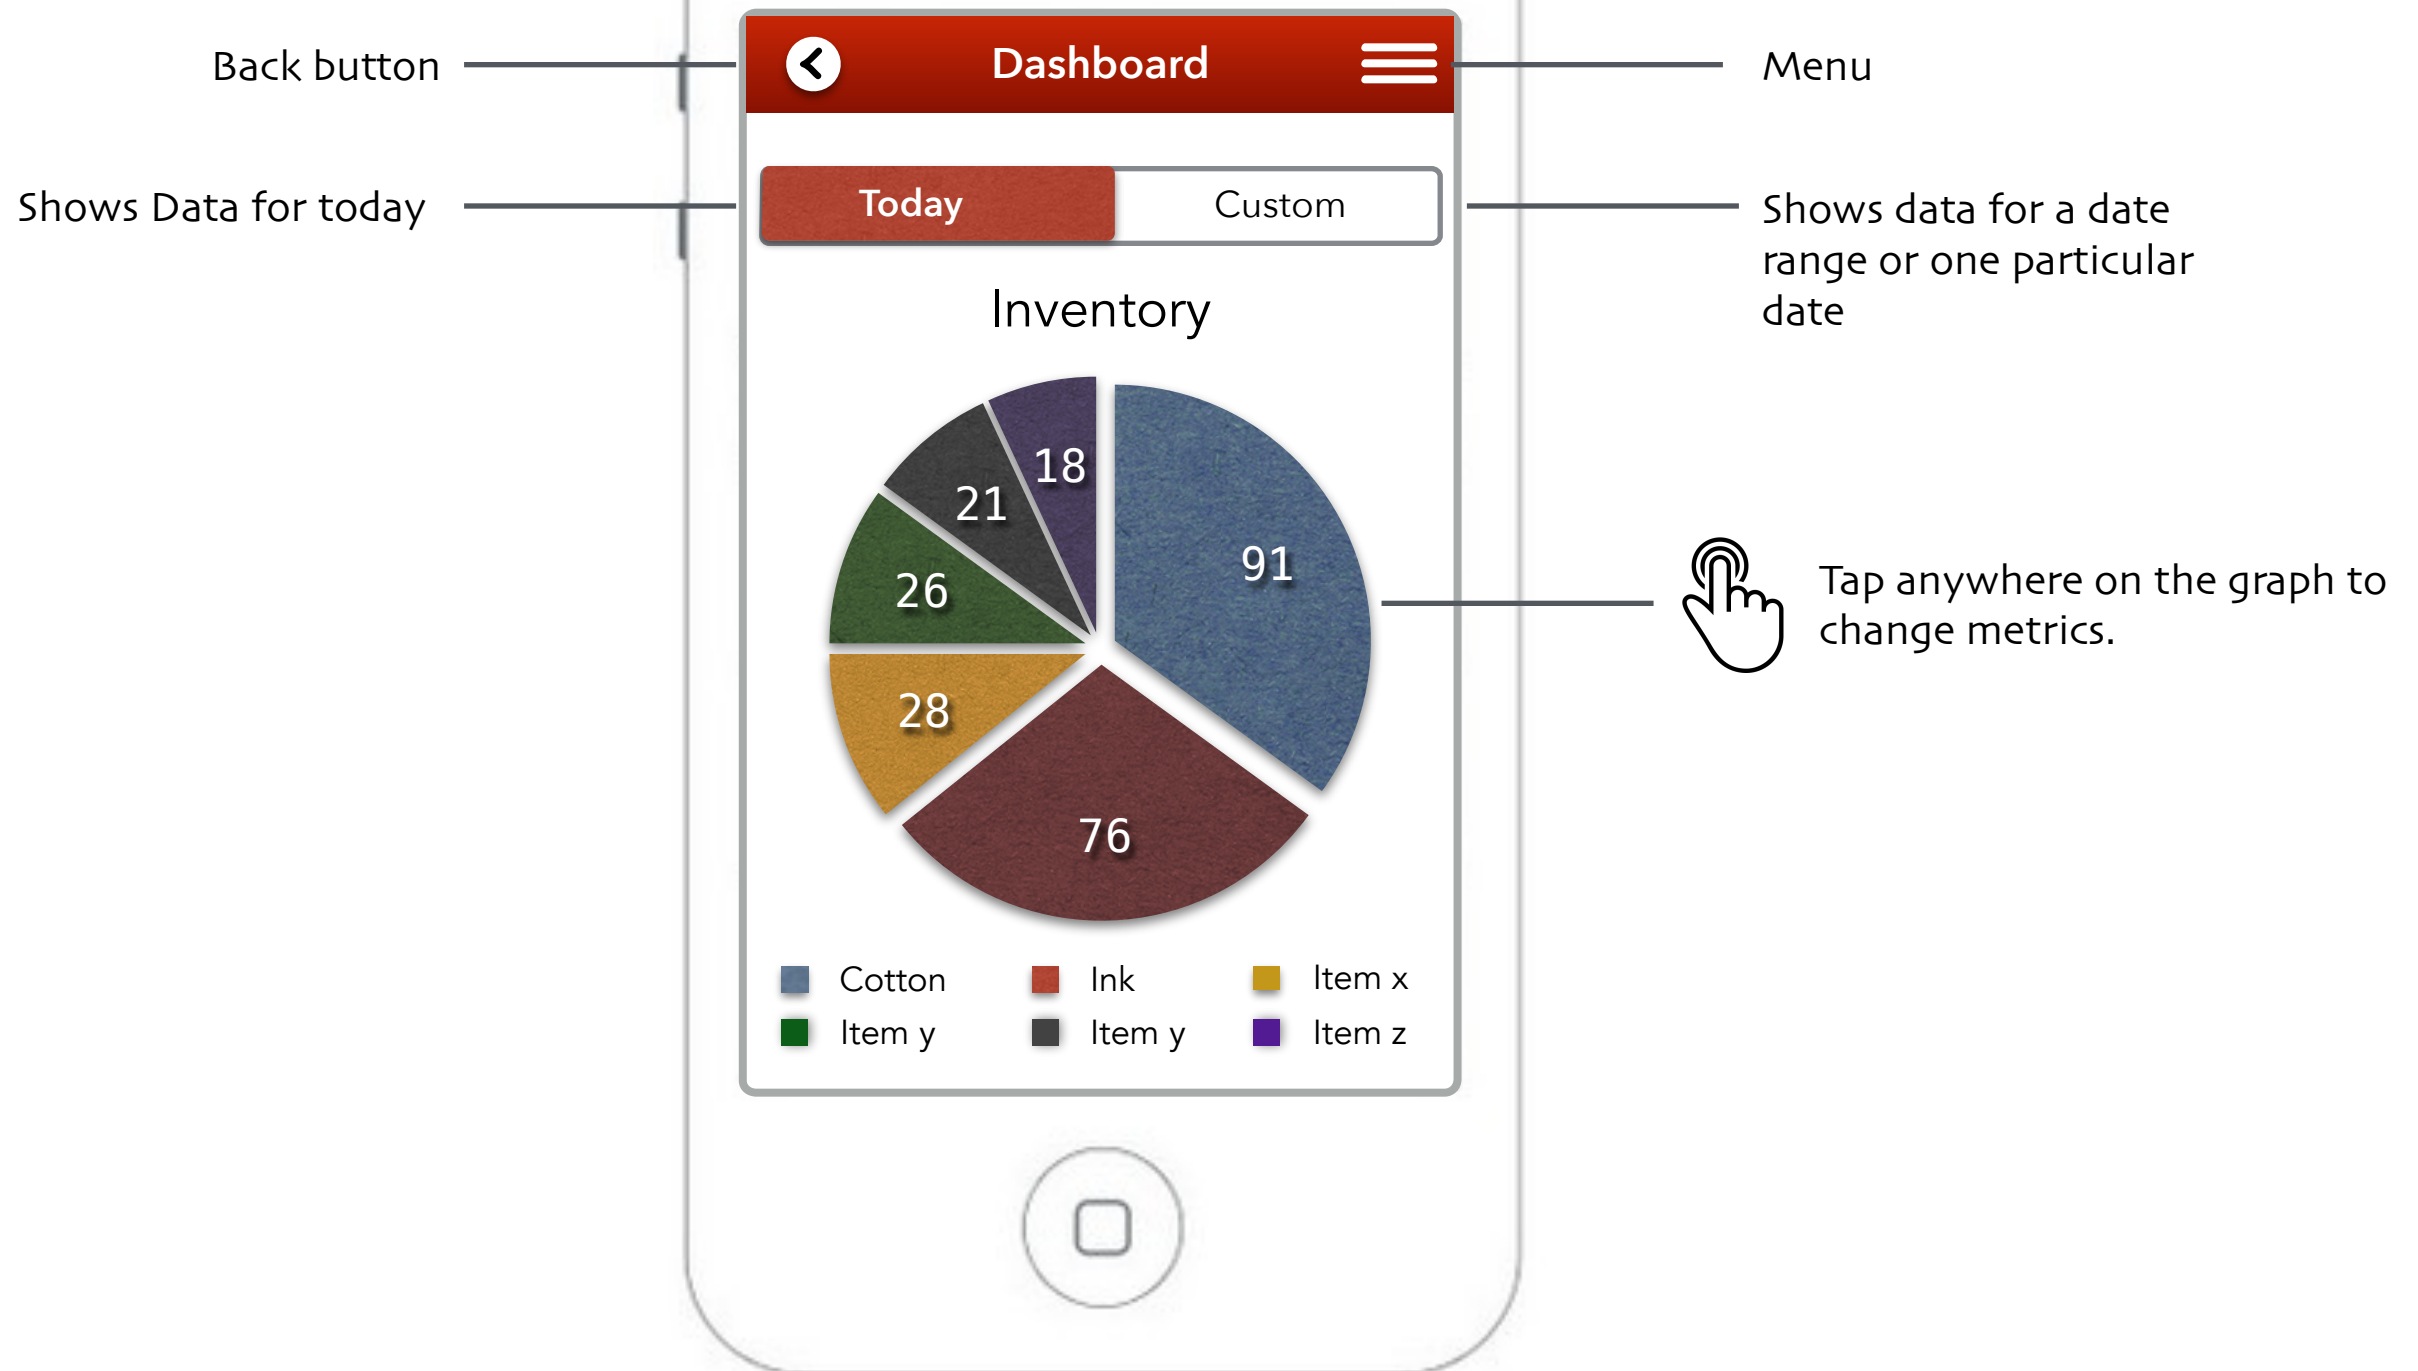 Back button
Dashboard
Menu
Shows Data for today
Today
Custom
Shows data for a date
range or one particular
date
Inventory
18
21
91
26
Tap anywhere on the graph to
change metrics.
28
76
Cotton
Ink
Item x
Item y
Item y
Item z